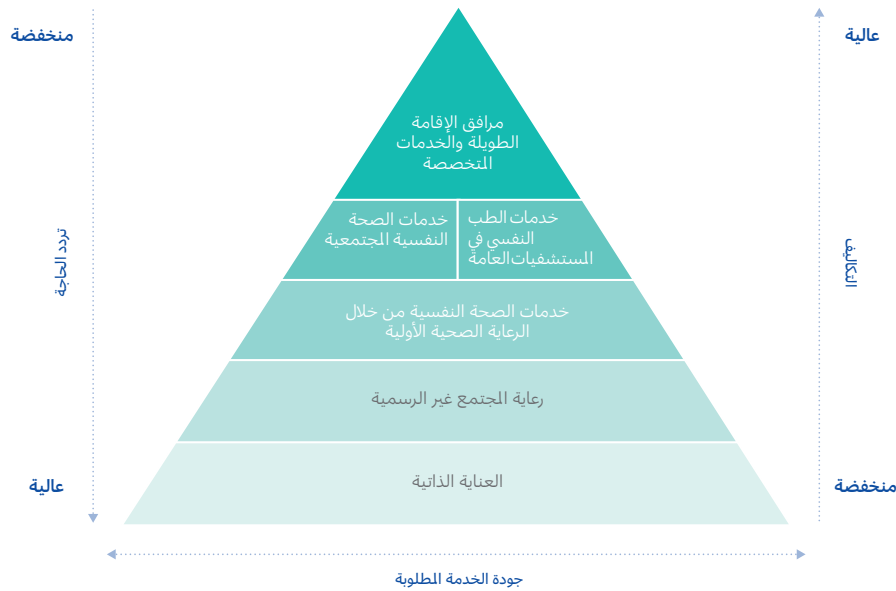 عالية
منخفضة
مرافق الإقامة
الطويلة والخدمات
المتخصصة
خدمات الطب
النفسي في
المستشفيات العامة
خدمات الصحة
النفسية المجتمعية
التكاليف
تردد الحاجة
خدمات الصحة النفسية من خلال
الرعاية الصحية الأولية
رعاية المجتمع غير الرسمية
العناية الذاتية
منخفضة
عالية
جودة الخدمة المطلوبة